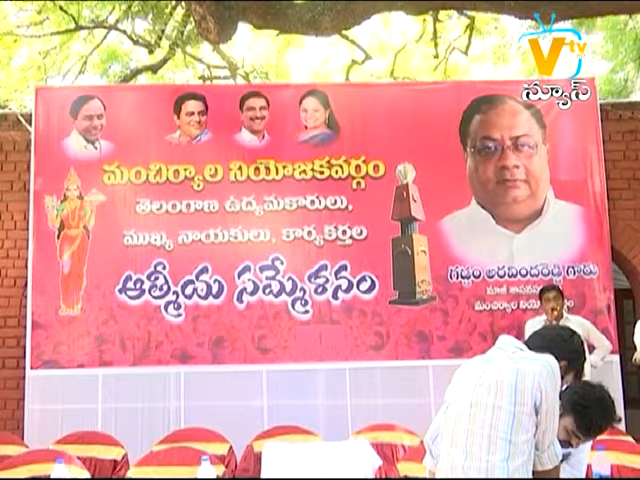 V tv
న్యూస్
మంచిర్యాల నియోజకవర్గం
తెలంగాణ ఉద్యమకారులు,
ముఖ్య నాయకులు, కార్యకర్తల
ఆత్మీయ సమ్మేళనం
గడ్డం అరవిందరెడ్డి గారు
మాజీ
మంచిర్యాల